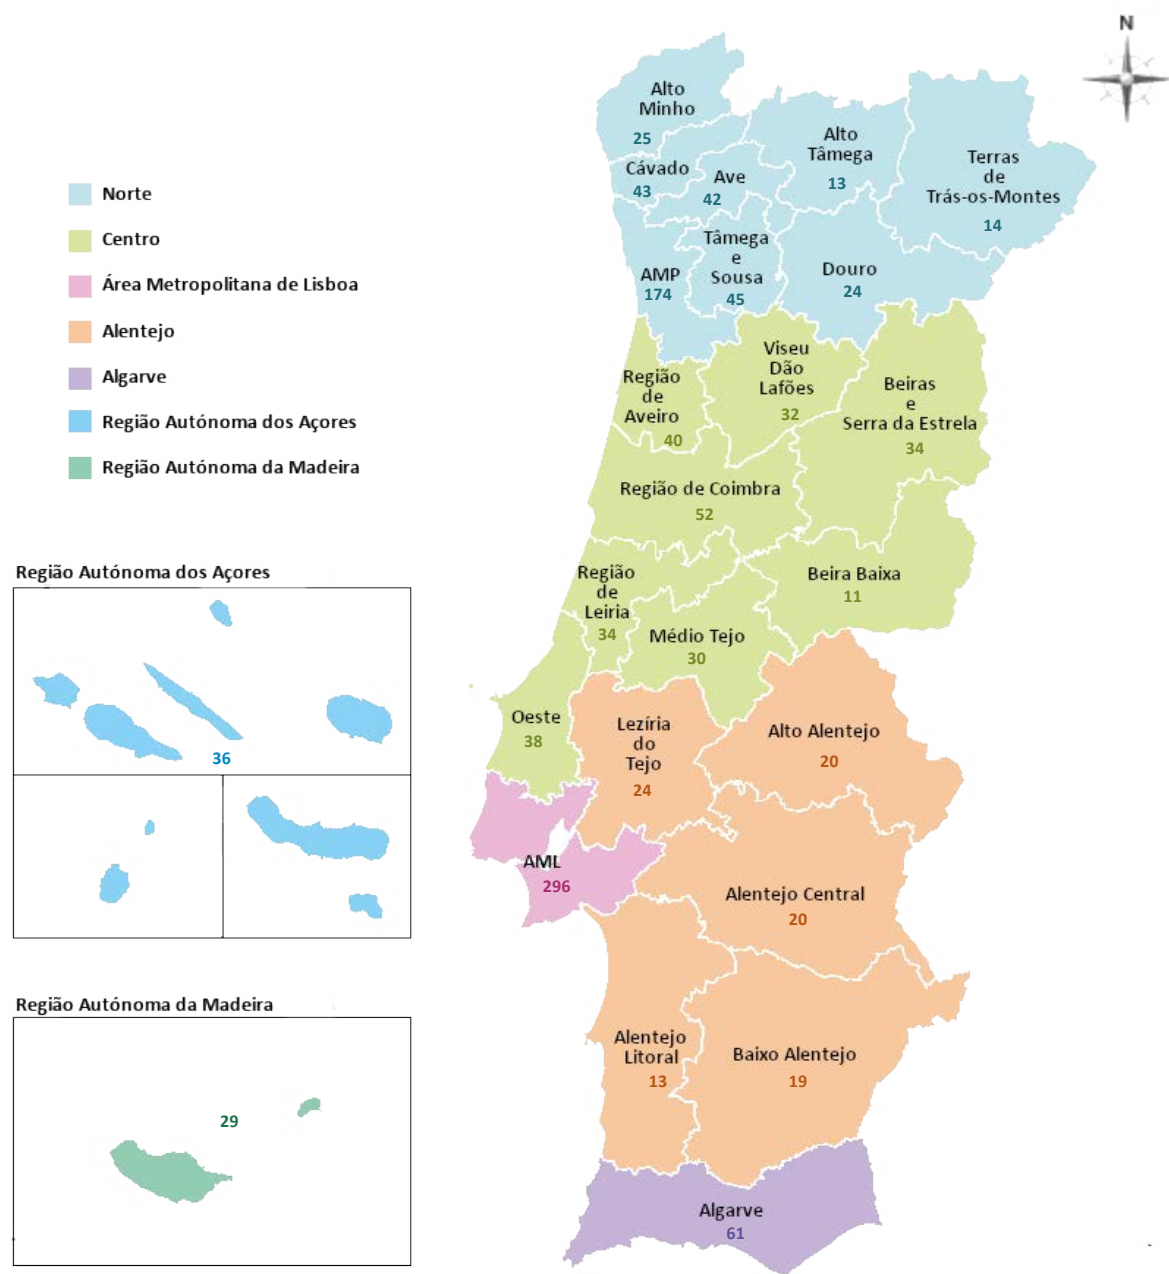 N
Norte
Centro
Área Metropolitana de Lisboa
Alentejo
Algarve
Região Autónoma dos Açores
Região Autónoma da Madeira
Alto
Minho
25
Cávado
43
Ave
42
Alto
Tâmega
13
Terras
de
Trás-os-Montes
14
AMP
174
Tâmega
e
Sousa
45
Douro
24
Região
de
Aveiro
40
Viseu
Dão
Lafões
32
Beiras
e
Serra da Estrela
34
Região de Coimbra
52
Região
de
Leiria
34
Médio Tejo
30
Beira Baixa
11
Oeste
38
Lezíria
do
Tejo
24
Alto Alentejo
20
AML
296
Alentejo Central
20
Alentejo
Litoral
13
Baixo Alentejo
19
Algarve
61
Região Autónoma dos Açores
36
Região Autónoma da Madeira
29